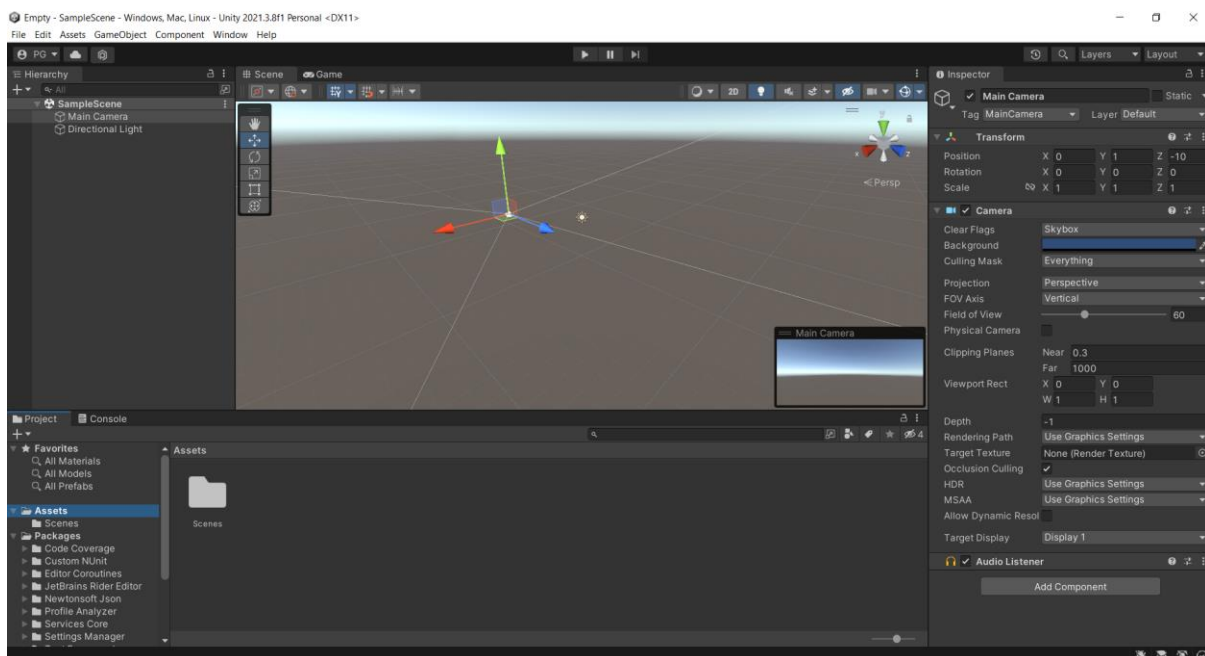 Empty - SampleScene - Windows, Mac, Linux - Unity 2021.3.8f1 Personal <DX11>
File Edit Assets GameObject Component Window Help
PG
Layers Layout
Hierarchy
All
SampleScene
Main Camera
Directional Light
Scene Game
2D
y
x
z
Persp
Main Camera
Inspector
Main Camera Static
Tag MainCamera Layer Default
Transform
Position X 0 Y 1 Z -10
Rotation X 0 Y 0 Z 0
Scale X 1 Y 1 Z 1
Camera
Clear Flags Skybox
Background
Culling Mask Everything
Projection Perspective
FOV Axis Vertical
Field of View 60
Physical Camera
Clipping Planes Near 0.3
Far 1000
Viewport Rect X 0 Y 0
W 1 H 1
Depth -1
Rendering Path Use Graphics Settings
Target Texture None (Render Texture)
Occlusion Culling
HDR Use Graphics Settings
MSAA Use Graphics Settings
Allow Dynamic Resol
Target Display Display 1
Audio Listener
Add Component
Project Console
4
Favorites
All Materials
All Models
All Prefabs
Assets
Scenes
Packages
Code Coverage
Custom NUnit
Editor Coroutines
JetBrains Rider Editor
Newtonsoft Json
Profile Analyzer
Services Core
Settings Manager
Assets
Scenes